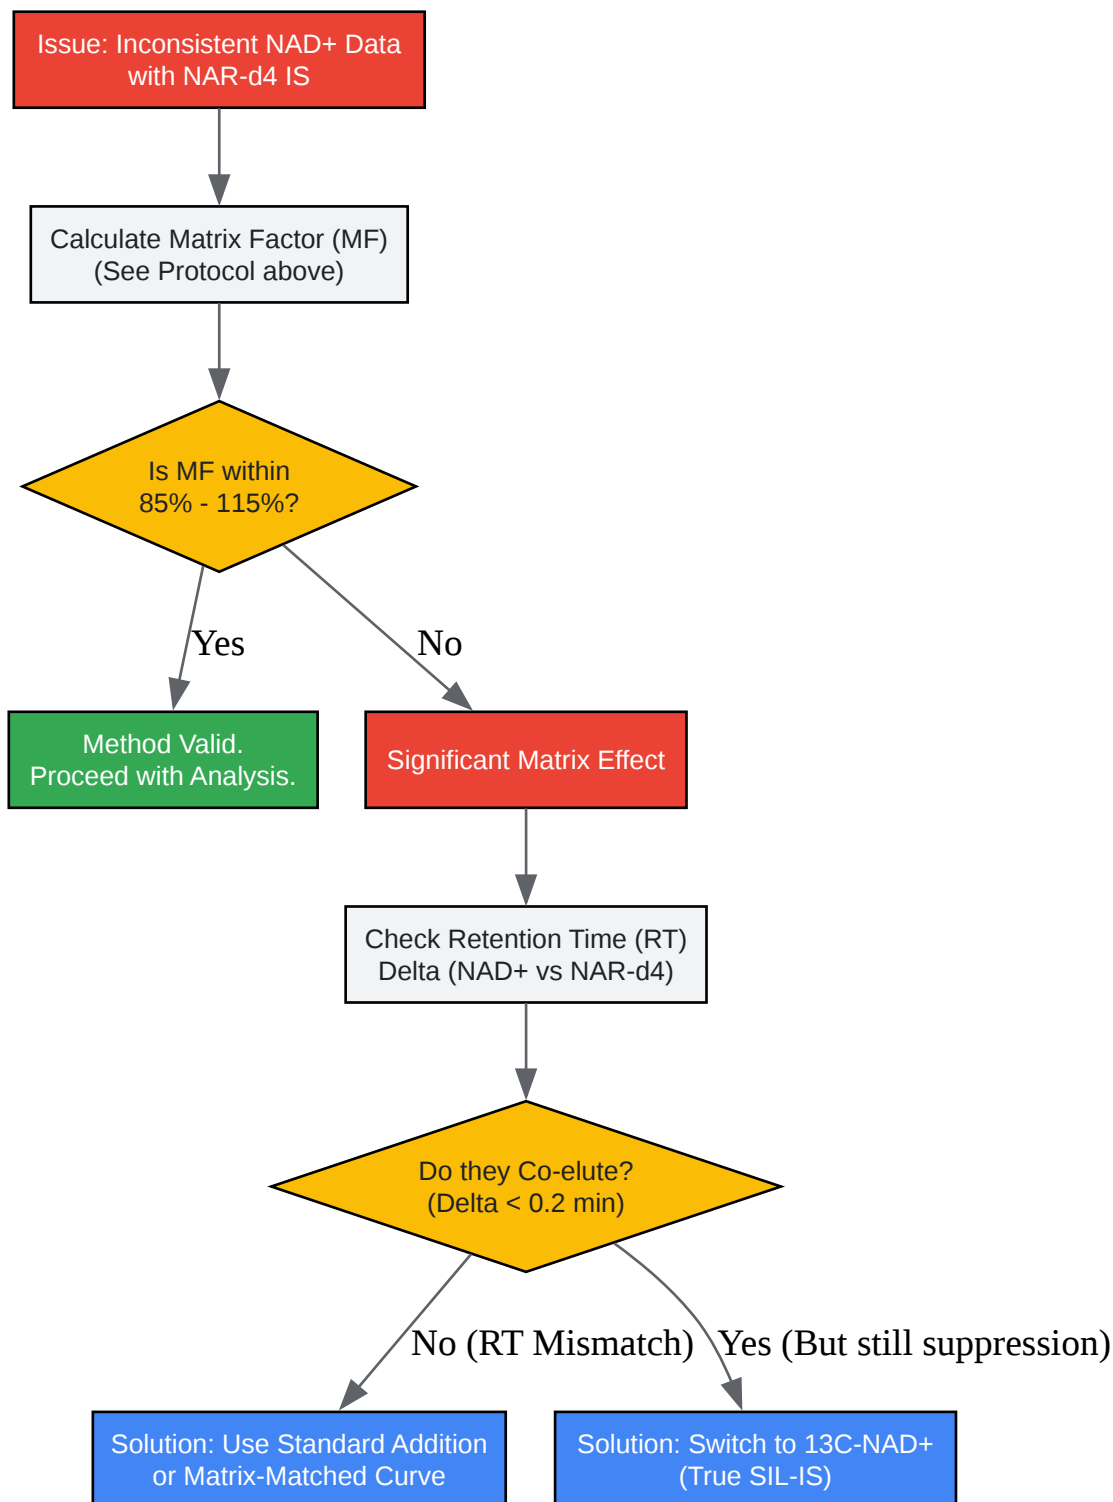 Issue: Inconsistent NAD+ Data
with NAR-d4 IS
Calculate Matrix Factor (MF)
(See Protocol above)
Is MF within
85% - 115%?
Yes
No
Method Valid.
Proceed with Analysis.
Significant Matrix Effect
Check Retention Time (RT)
Delta (NAD+ vs NAR-d4)
Do they Co-elute?
(Delta < 0.2 min)
No (RT Mismatch)
Yes (But still suppression)
Solution: Use Standard Addition
or Matrix-Matched Curve
Solution: Switch to 13C-NAD+
(True SIL-IS)